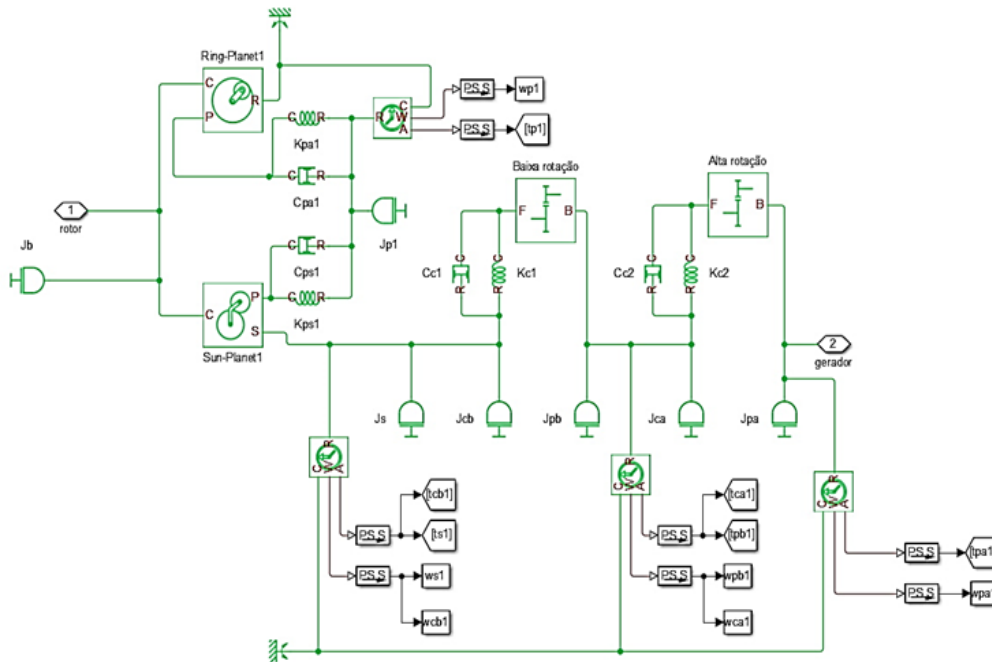 Ring-Planet1
C
P
R
C R
Kpa1
C R
Cpa1
R
C
W
A
PS S
wp1
PS S
[tp1]
Baixa rotação
F B
Alta rotação
F B
1
rotor
Jb
Jp1
C R
Cps1
C R
Kps1
C
P
S
Sun-Planet1
Cc1
C
R
Kc1
C
R
Cc2
C
R
Kc2
C
R
2
gerador
Js
Jcb
Jpb
Jca
Jpa
C
W
R
A
C
W
R
A
C
W
R
A
[tcb1]
PS S
[ts1]
PS S
ws1
wcb1
[tca1]
PS S
[tpb1]
PS S
wpb1
wca1
PS S
[tpa1
PS S
wpa1